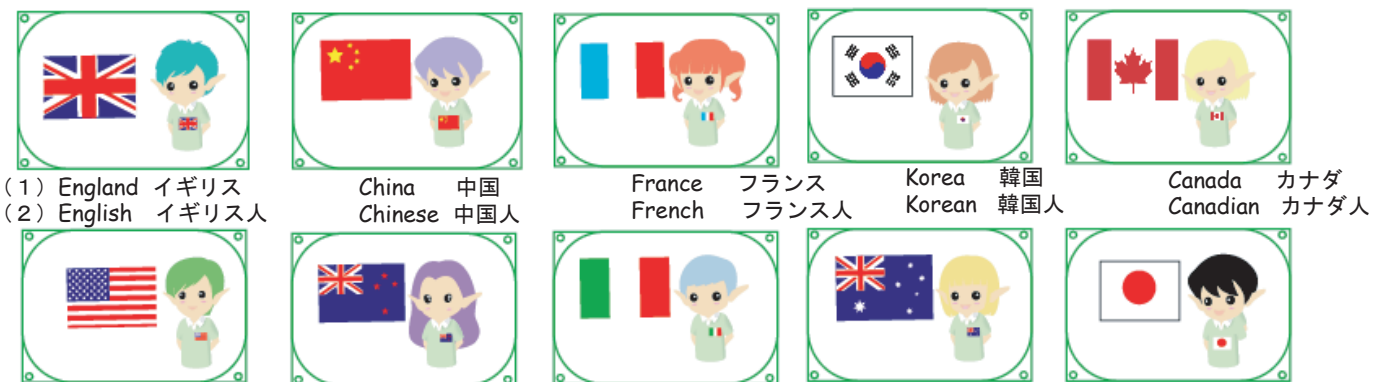 (1) England イギリス China 中国 France フランス Korea 韓国 Canada カナダ
(2) English イギリス人 Chinese 中国人 French フランス人 Korean 韓国人 Canadian カナダ人